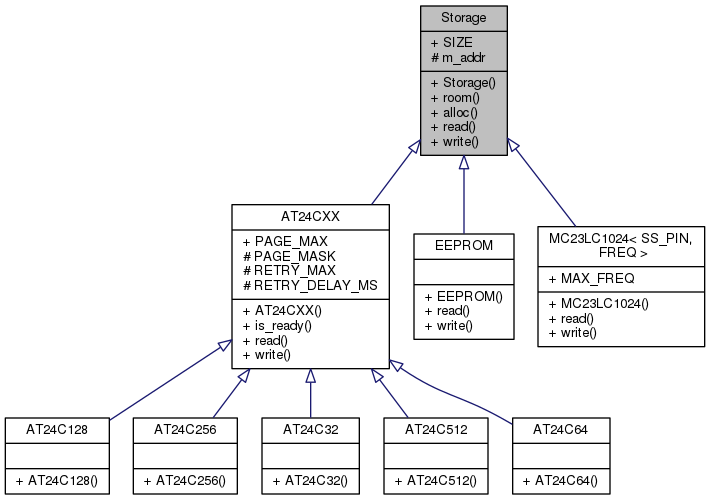 Storage
+ SIZE
# m_addr
+ Storage()
+ room()
+ alloc()
+ read()
+ write()
AT24CXX
+ PAGE_MAX
# PAGE_MASK
# RETRY_MAX
# RETRY_DELAY_MS
+ AT24CXX()
+ is_ready()
+ read()
+ write()
EEPROM
+ EEPROM()
+ read()
+ write()
MC23LC1024< SS_PIN,
FREQ >
+ MAX_FREQ
+ MC23LC1024()
+ read()
+ write()
AT24C128
+ AT24C128()
AT24C256
+ AT24C256()
AT24C32
+ AT24C32()
AT24C512
+ AT24C512()
AT24C64
+ AT24C64()